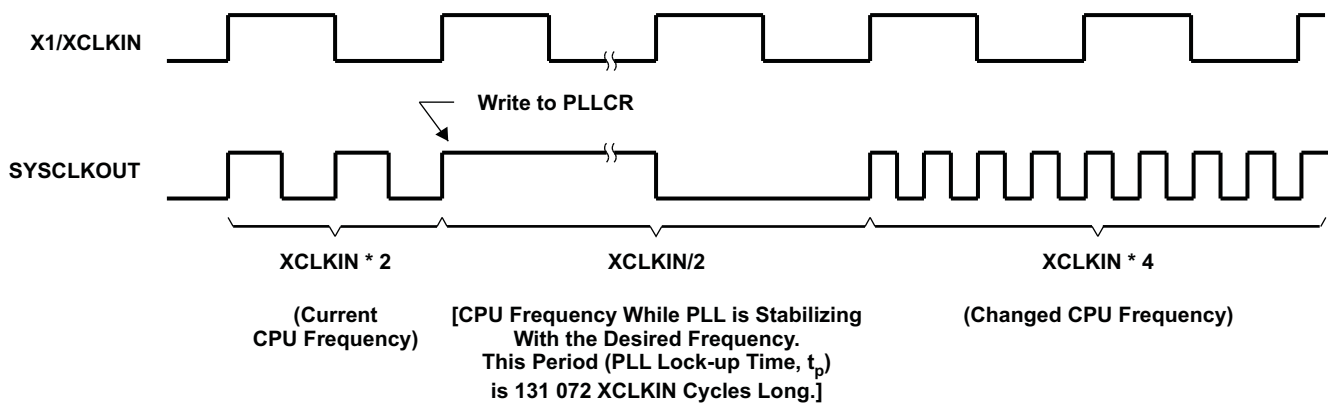 X1/XCLKIN
Write to PLLCR
SYSCLKOUT
XCLKIN * 2
XCLKIN/2
XCLKIN * 4
(Current
CPU Frequency)
[CPU Frequency While PLL is Stabilizing
With the Desired Frequency.
This Period (PLL Lock-up Time, tp)
is 131 072 XCLKIN Cycles Long.]
(Changed CPU Frequency)